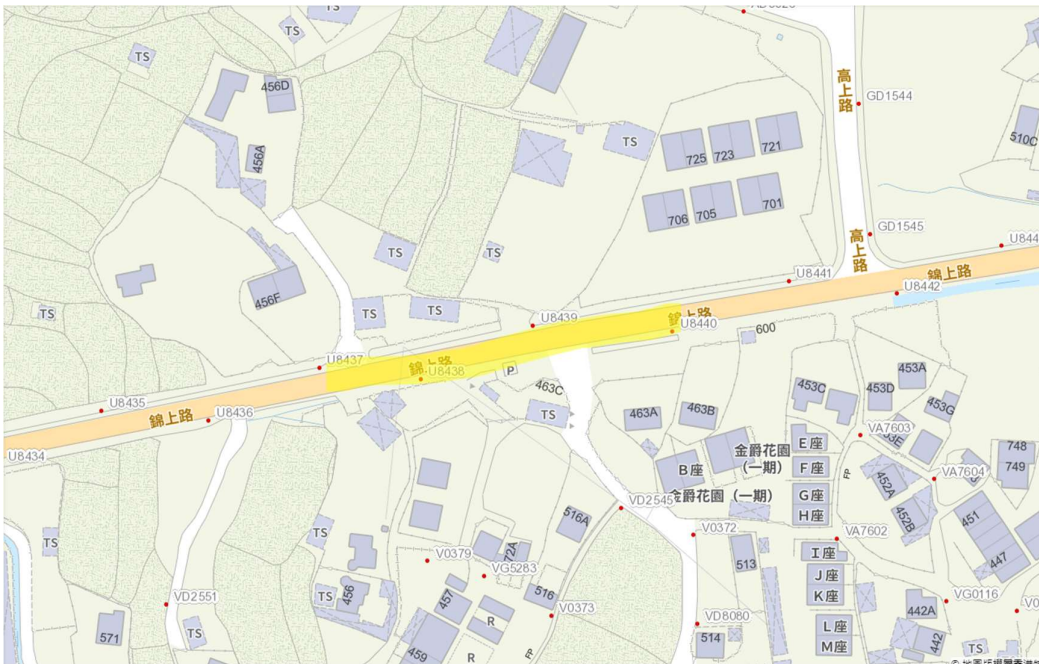 TS
TS
TS
456D
456A
456F
TS
TS
TS
TS
TS
TS
725
723
721
706
705
701
高上路
GD1544
510C
高上路
GD1545
錦上路
U8442
U8441
錦上路
U8440
600
U8439
錦上路
U8438
U8437
U8435
U8436
錦上路
U8434
P
463C
TS
463A
463B
453C
453D
453A
453G
VA7603
VA7604
748
749
金爵花園
(一期)
B座
金爵花園 (一期)
E座
F座
G座
H座
I座
J座
K座
L座
M座
FP
452A
452B
451
447
VA7602
VD2545
V0372
513
VD8080
514
516A
72A
V0379
VG5283
516
V0373
FP
457
R
R
459
456
TS
TS
TS
VD2551
TS
571
VG0116
442A
442
TS